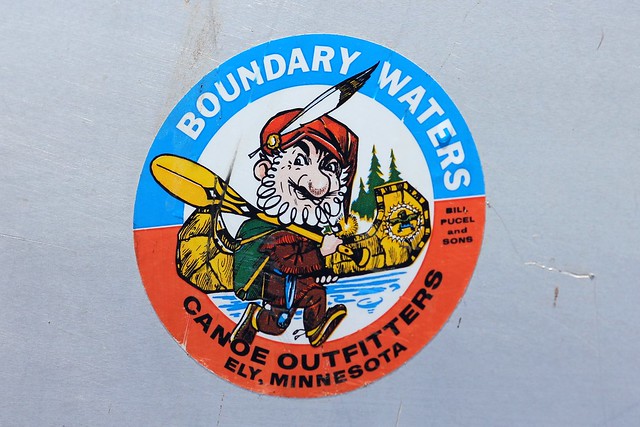 BOUNDARY WATERS
BILL
PUCEL
and
SONS
CANOE OUTFITTERS
ELY, MINNESOTA